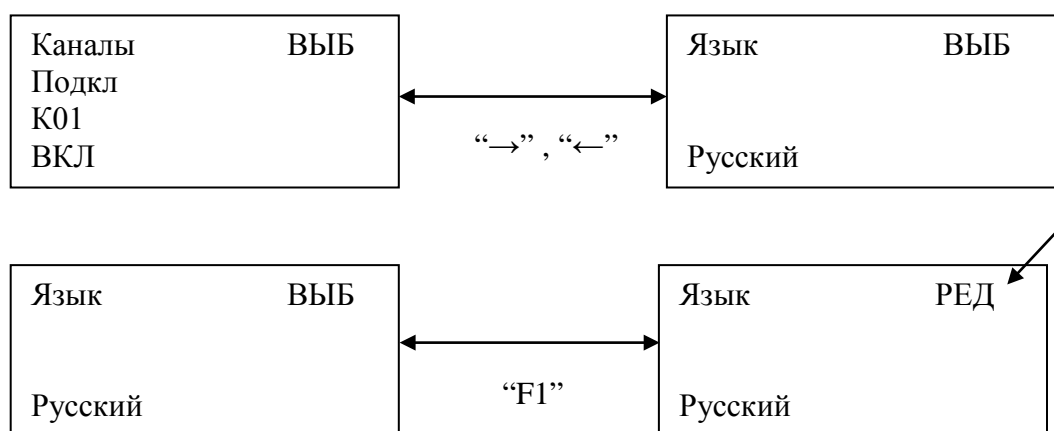 Каналы ВЫБ
Подкл
К01
ВКЛ
“→” , “←”
Язык ВЫБ
Русский
Язык ВЫБ
Русский
“F1”
Язык РЕД
Русский